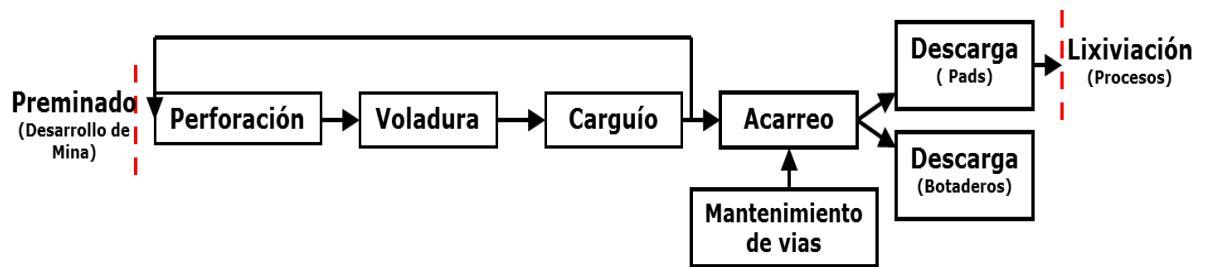 Preminado
(Desarrollo de
Mina)
Perforación
Voladura
Carguío
Acarreo
Mantenimiento
de vias
Descarga
( Pads)
Descarga
(Botaderos)
Lixiviación
(Procesos)